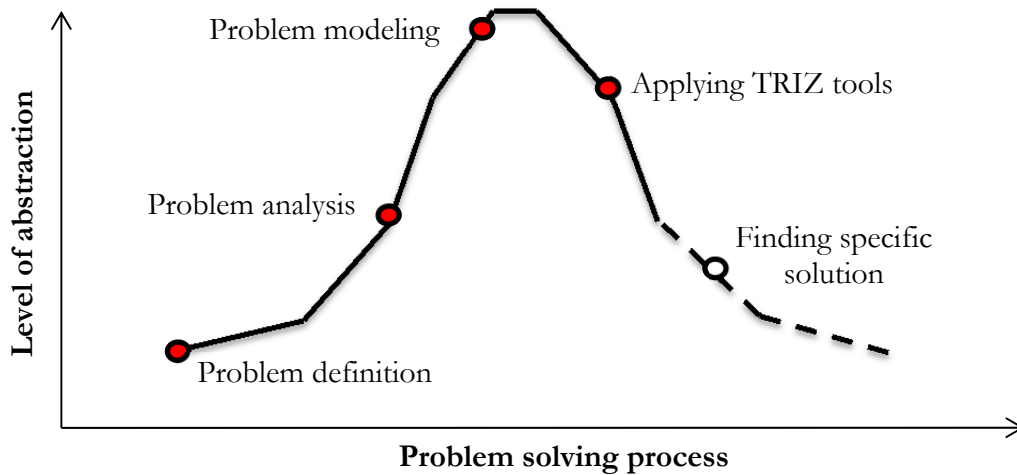 Problem modeling
Applying TRIZ tools
Level of abstraction
Problem analysis
Finding specific
solution
Problem definition
Problem solving process